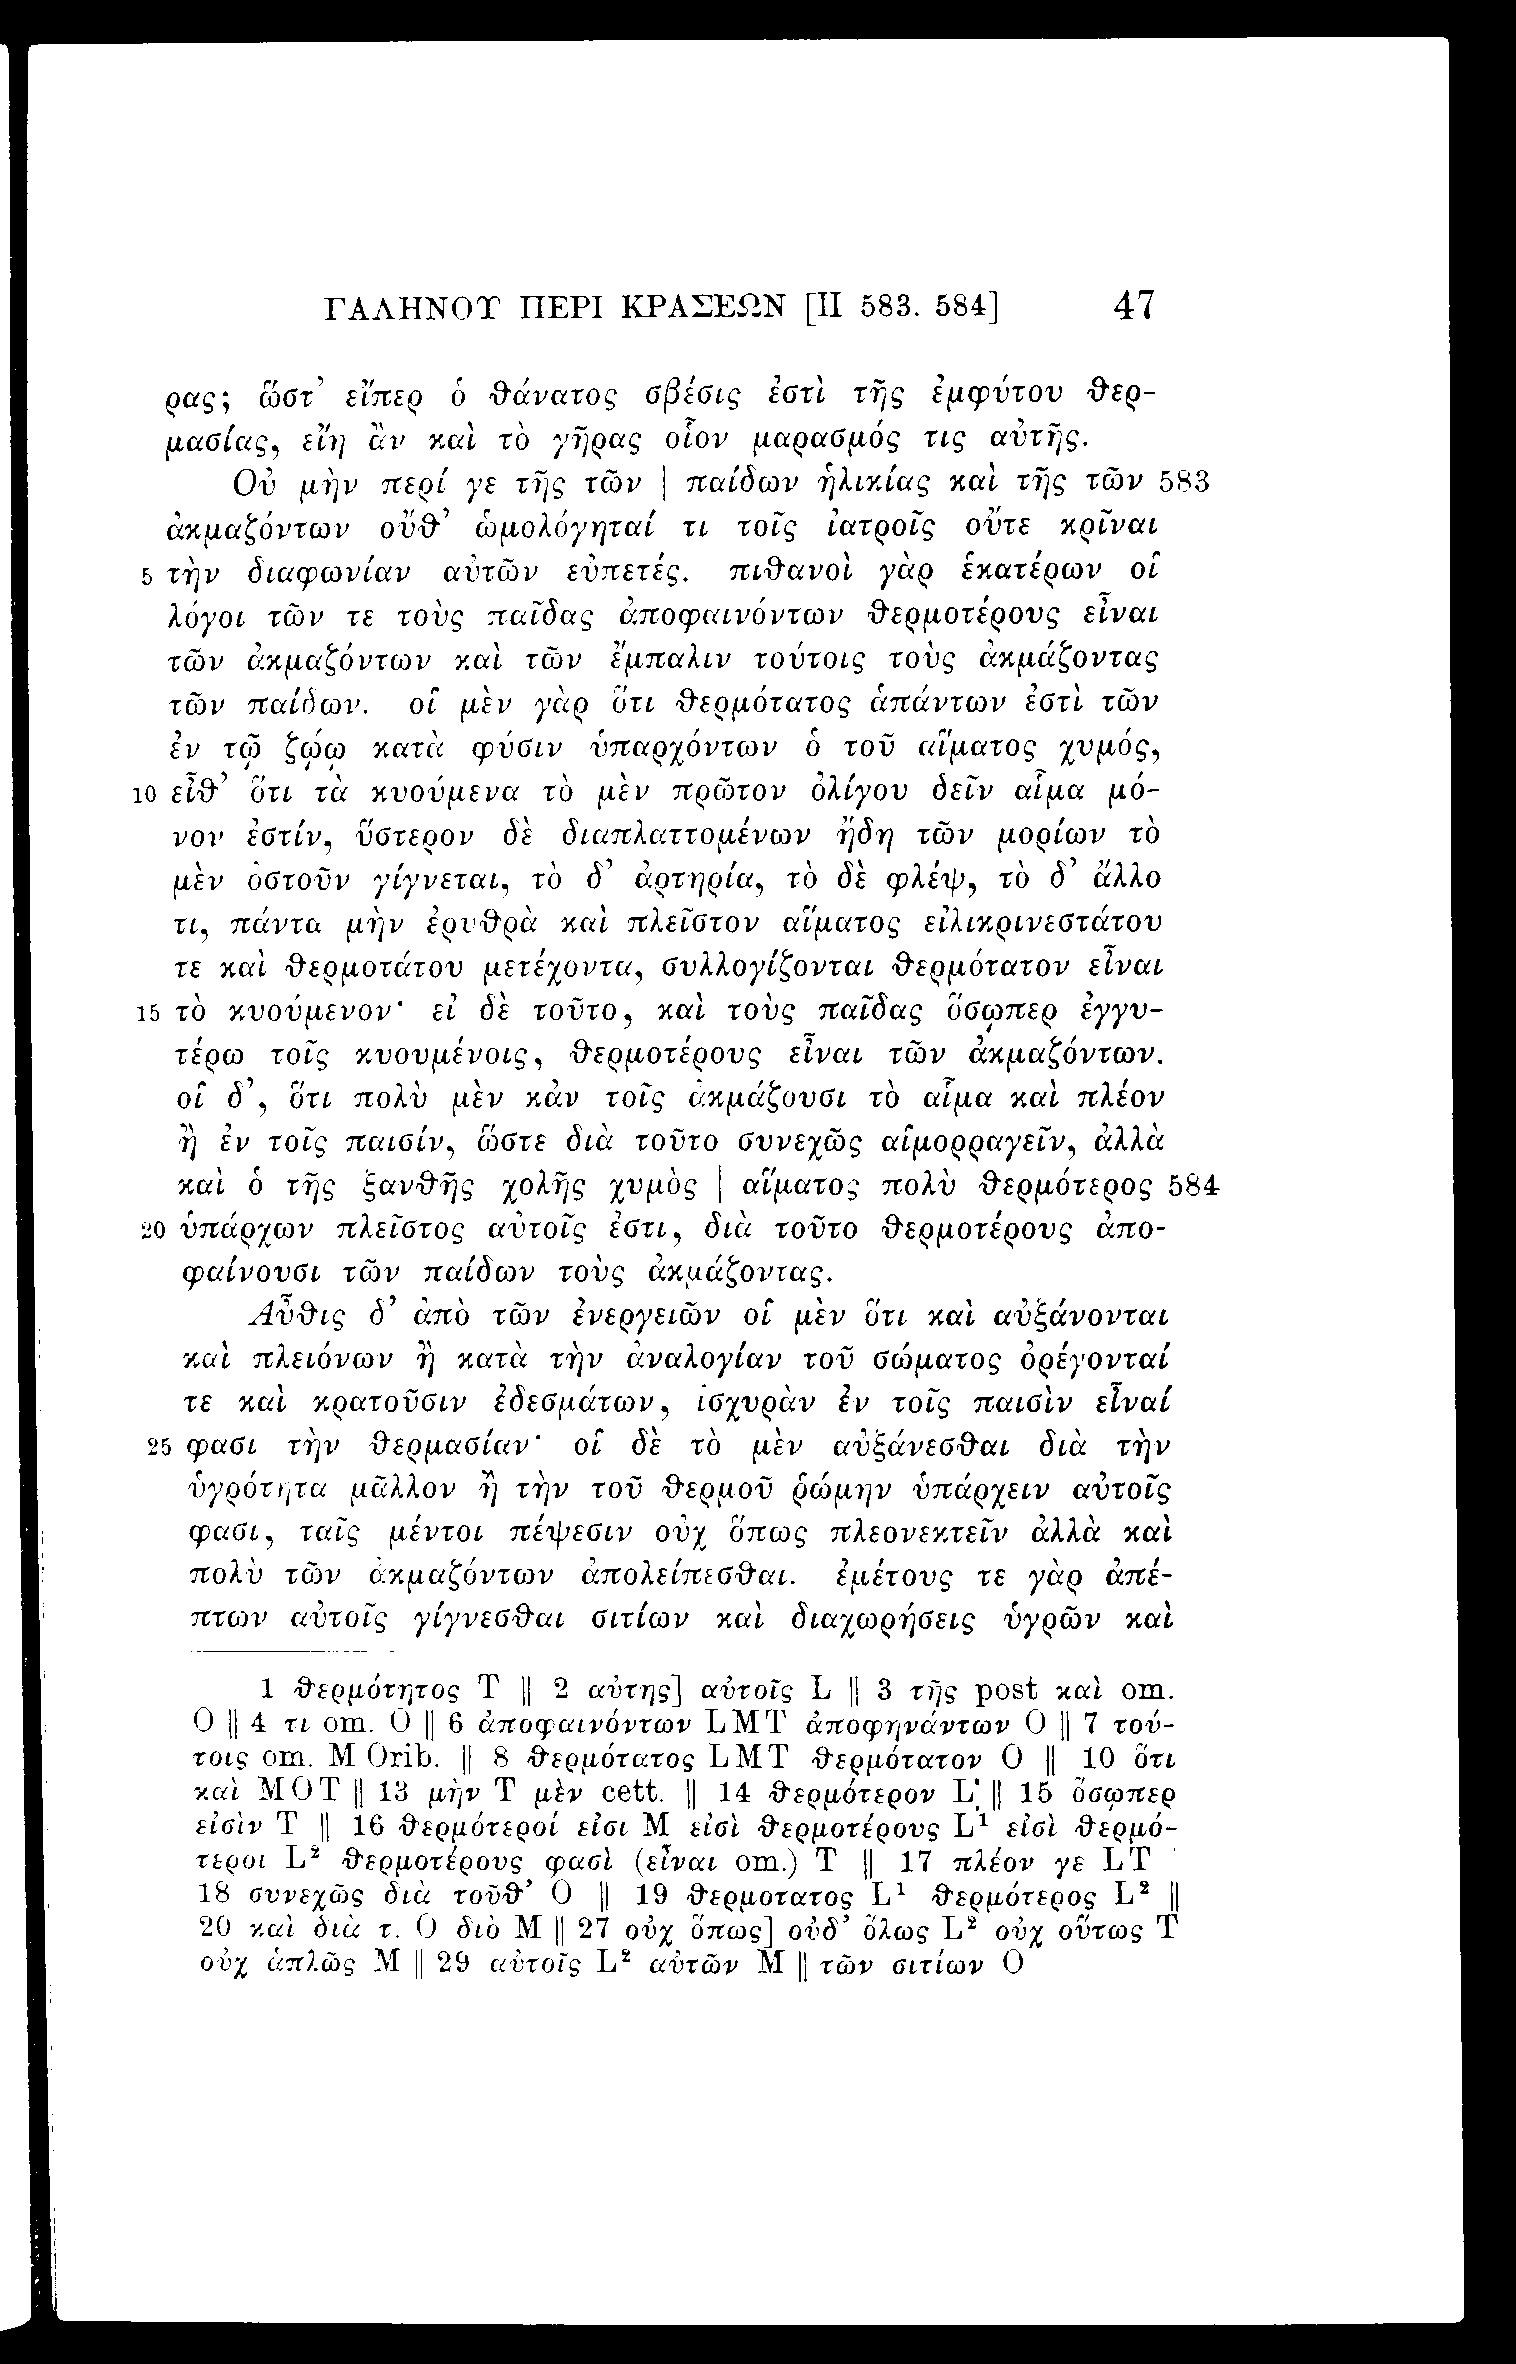 ΓΑΛΗΝΟΥ ΠΕΡΙ ΚΡΑΣΕΩΝ [II 583. 584] 47
ρας; ὥστ’ εἴπερ ὁ θάνατος σβέσις ἐστὶ τῆς ἐμφύτου θερ-
μασίας, εἴη ἂν καὶ τὸ γῆρας οἷον μαρασμός τις αὐτῆς.
Οὐ μὴν περί γε τῆς τῶν | παίδων ἡλικίας καὶ τῆς τῶν 583
ἀκμαζόντων οὔθ’ ὡμολόγηταί τι τοῖς ἰατροῖς οὔτε κρῖναι
5 τὴν διαφωνίαν αὐτῶν εὐπετές. πιθανοὶ γὰρ ἑκατέρων οἱ
λόγοι τῶν τε τοὺς παῖδας ἀποφαινόντων θερμοτέρους εἶναι
τῶν ἀκμαζόντων καὶ τῶν ἔμπαλιν τούτοις τοὺς ἀκμάζοντας
τῶν παίδων. οἱ μὲν γὰρ ὅτι θερμότατος ἁπάντων ἐστὶ τῶν
ἐν τῷ ζῴῳ κατὰ φύσιν ὑπαρχόντων ὁ τοῦ αἵματος χυμός,
10 εἶθ’ ὅτι τὰ κυούμενα τὸ μὲν πρῶτον ὀλίγου δεῖν αἷμα μό-
νον ἐστίν, ὕστερον δὲ διαπλαττομένων ἤδη τῶν μορίων τὸ
μὲν ὀστοῦν γίγνεται, τὸ δ’ ἀρτηρία, τὸ δὲ φλέψ, τὸ δ’ ἄλλο
τι, πάντα μὴν ἐρυθρὰ καὶ πλεῖστον αἵματος εἰλικρινεστάτου
τε καὶ θερμοτάτου μετέχοντα, συλλογίζονται θερμότατον εἶναι
15 τὸ κυούμενον· εἰ δὲ τοῦτο, καὶ τοὺς παῖδας ὅσῳπερ ἐγγυ-
τέρω τοῖς κυουμένοις, θερμοτέρους εἶναι τῶν ἀκμαζόντων.
οἱ δ’, ὅτι πολὺ μὲν κἀν τοῖς ἀκμάζουσι τὸ αἷμα καὶ πλέον
ἢ ἐν τοῖς παισίν, ὥστε διὰ τοῦτο συνεχῶς αἱμορραγεῖν, ἀλλὰ
καὶ ὁ τῆς ξανθῆς χολῆς χυμὸς | αἵματος πολὺ θερμότερος 584
20 ὑπάρχων πλεῖστος αὐτοῖς ἐστι, διὰ τοῦτο θερμοτέρους ἀπο-
φαίνουσι τῶν παίδων τοὺς ἀκμάζοντας.
Αὖθις δ’ ἀπὸ τῶν ἐνεργειῶν οἱ μὲν ὅτι καὶ αὐξάνονται
καὶ πλειόνων ἢ κατὰ τὴν ἀναλογίαν τοῦ σώματος ὀρέγονταί
τε καὶ κρατοῦσιν ἐδεσμάτων, ἰσχυρὰν ἐν τοῖς παισὶν εἶναί
25 φασι τὴν θερμασίαν· οἱ δὲ τὸ μὲν αὐξάνεσθαι διὰ τὴν
ὑγρότητα μᾶλλον ἢ τὴν τοῦ θερμοῦ ῥώμην ὑπάρχειν αὐτοῖς
φασι, ταῖς μέντοι πέψεσιν οὐχ ὅπως πλεονεκτεῖν ἀλλὰ καὶ
πολὺ τῶν ἀκμαζόντων ἀπολείπεσθαι. ἐμέτους τε γὰρ ἀπέ-
πτων αὐτοῖς γίγνεσθαι σιτίων καὶ διαχωρήσεις ὑγρῶν καὶ
1 θερμότητος T || 2 αὐτης] αὐτοῖς L || 3 τῆς post καὶ om.
O || 4 τι om. O || 6 ἀποφαινόντων LMT ἀποφηνάντων O || 7 τού-
τοις om. M Orib. || 8 θερμότατος LMT θερμότατον O || 10 ὅτι
καὶ MOT || 13 μὴν T μὲν cett. || 14 θερμότερον L || 15 ὅσῳπερ
εἰσὶν T || 16 θερμότεροί εἰσι M εἰσὶ θερμοτέρους L¹ εἰσὶ θερμό-
τεροι L² θερμοτέρους φασὶ (εἶναι om.) T || 17 πλέον γε LT
18 συνεχῶς διὰ τοῦθ’ O || 19 θερμοτατος L¹ θερμότερος L² ||
20 καὶ διὰ τ. O διὸ M || 27 οὐχ ὅπως] οὐδ’ ὅλως L² οὐχ οὕτως T
οὐχ ἁπλῶς M || 29 αὐτοῖς L² αὐτῶν M || τῶν σιτίων O